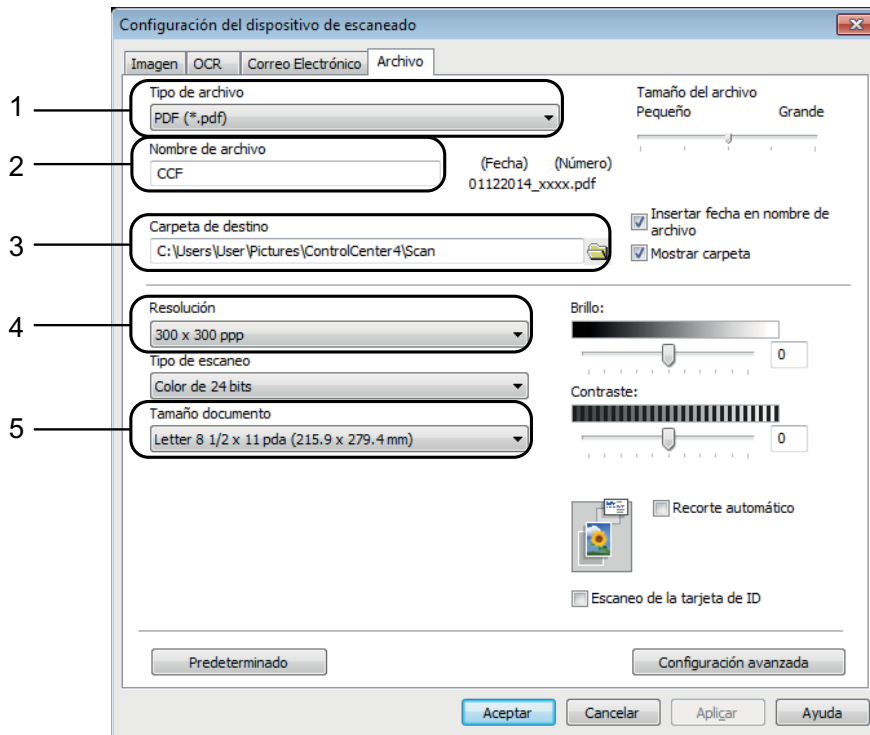 Configuración del dispositivo de escaneado
Imagen OCR Correo Electrónico Archivo
1
Tipo de archivo
PDF (*.pdf)
Tamaño del archivo
Pequeño Grande
2
Nombre de archivo
CCF
(Fecha) (Número)
01122014_xxxx.pdf
3
Carpeta de destino
C:\Users\User\Pictures\ControlCenter4\Scan
Insertar fecha en nombre de
archivo
Mostrar carpeta
4
Resolución
300 x 300 ppp
Tipo de escaneo
Color de 24 bits
5
Tamaño documento
Letter 8 1/2 x 11 pda (215.9 x 279.4 mm)
Brillo:
0
Contraste:
0
Recorte automático
Escaneo de la tarjeta de ID
Predeterminado
Configuración avanzada
Aceptar Cancelar Aplicar Ayuda